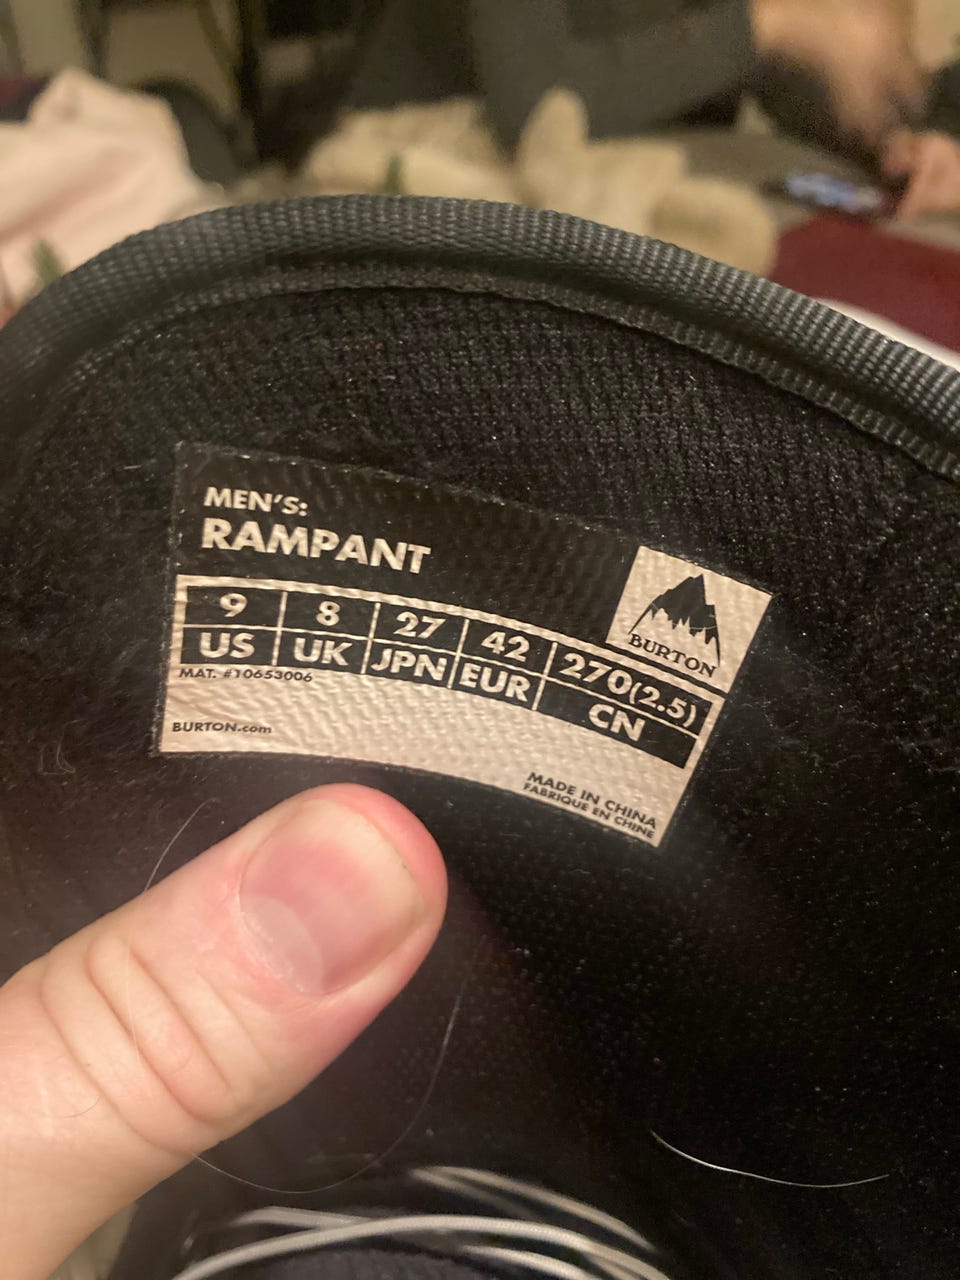 MEN'S:
RAMPANT
BURTON
9 8 27 42 270(2.5)
US UK JPN EUR CN
MAT. #10653006
BURTON.com
MADE IN CHINA
FABRIQUE EN CHINE